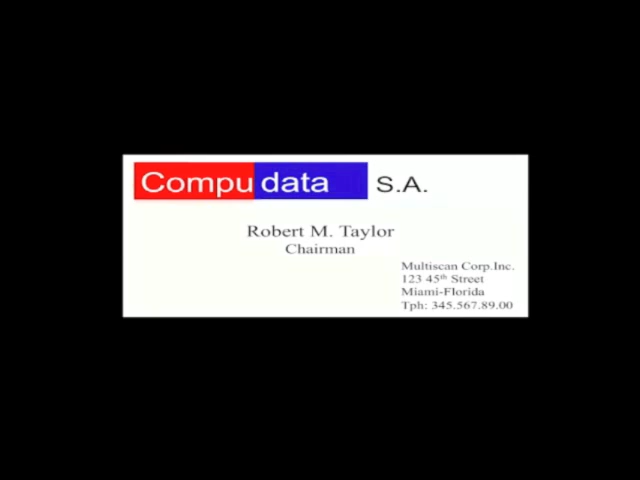 Compu data S.A.
Robert M. Taylor
Chairman
Multiscan Corp.Inc.
123 45th Street
Miami-Florida
Tph: 345.567.89.00